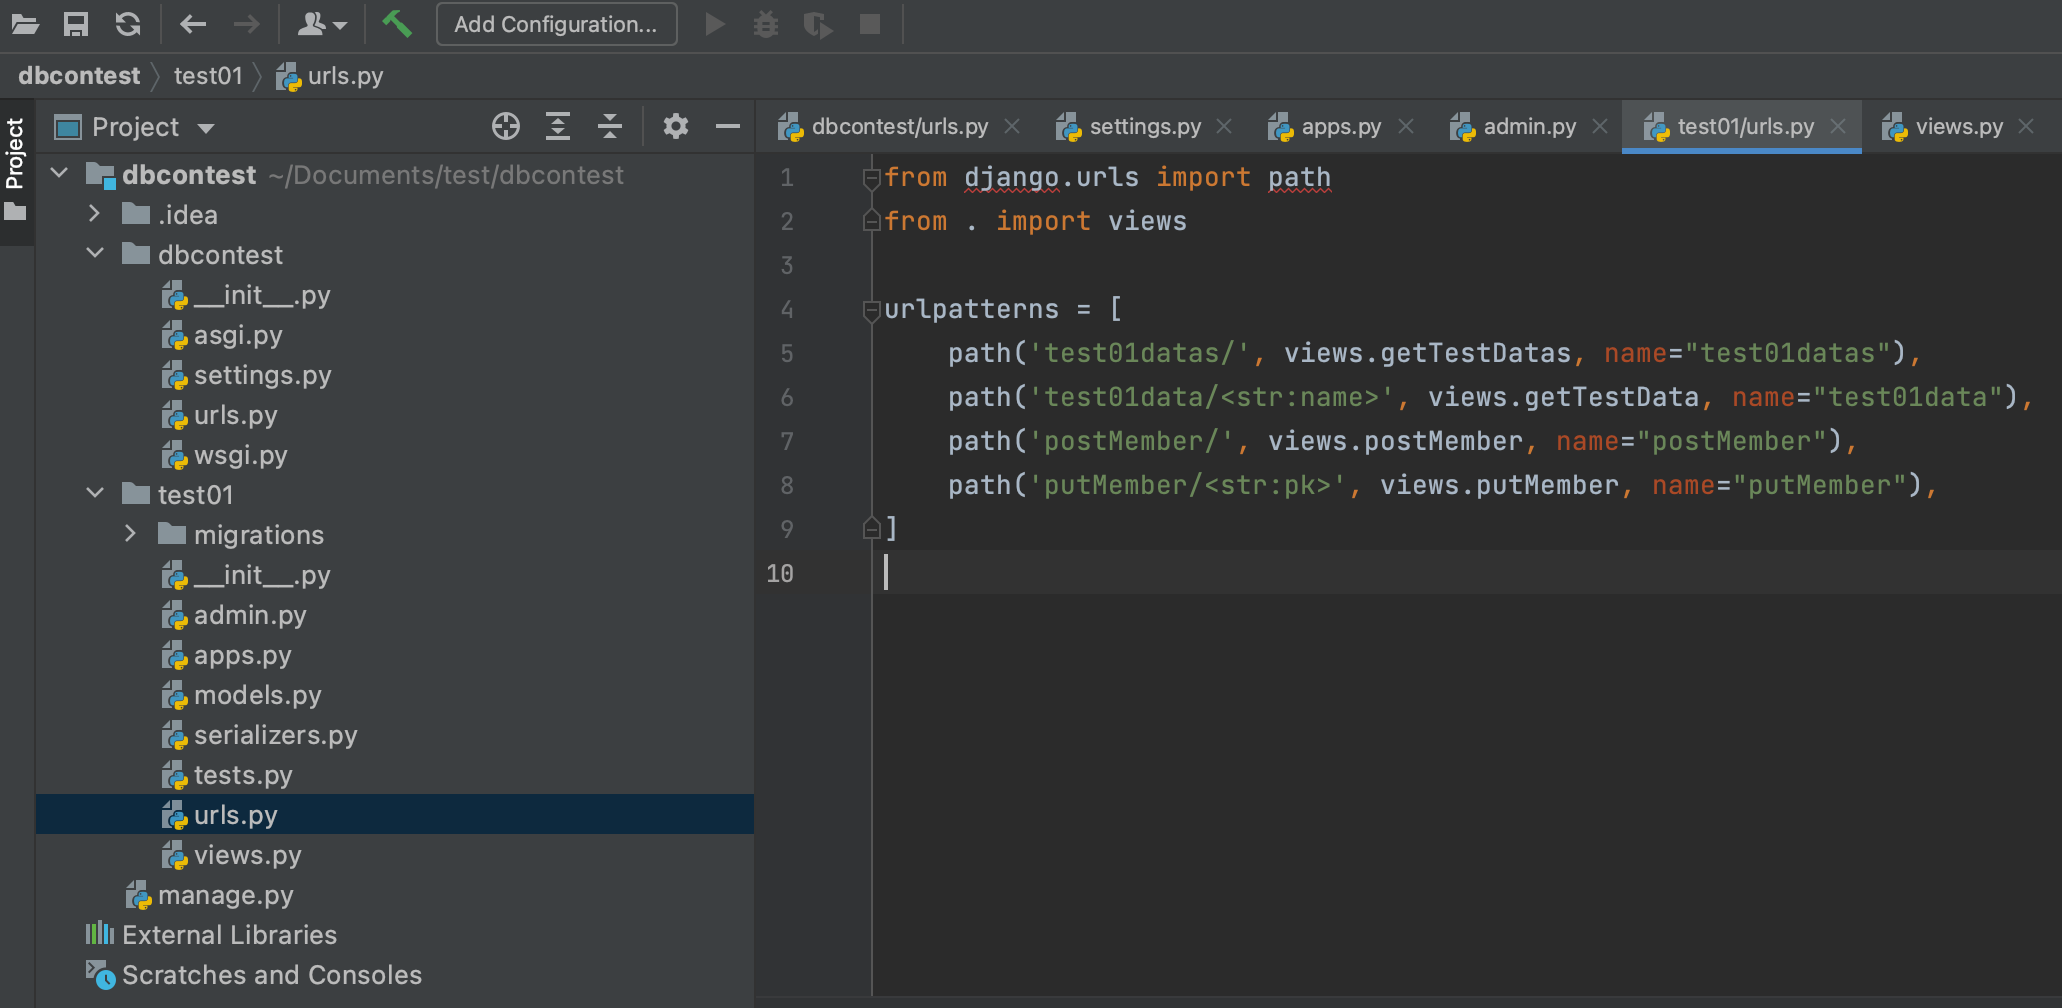 Add Configuration...
dbcontest test01 urls.py
Project
Project
dbcontest ~/Documents/test/dbcontest
.idea
dbcontest
__init__.py
asgi.py
settings.py
urls.py
wsgi.py
test01
migrations
__init__.py
admin.py
apps.py
models.py
serializers.py
tests.py
urls.py
views.py
manage.py
External Libraries
Scratches and Consoles
dbcontest/urls.py settings.py apps.py admin.py test01/urls.py views.py
1 from django.urls import path
2 from . import views
3
4 urlpatterns = [
5 path('test01datas/', views.getTestDatas, name="test01datas"),
6 path('test01data/<str:name>', views.getTestData, name="test01data"),
7 path('postMember/', views.postMember, name="postMember"),
8 path('putMember/<str:pk>', views.putMember, name="putMember"),
9 ]
10